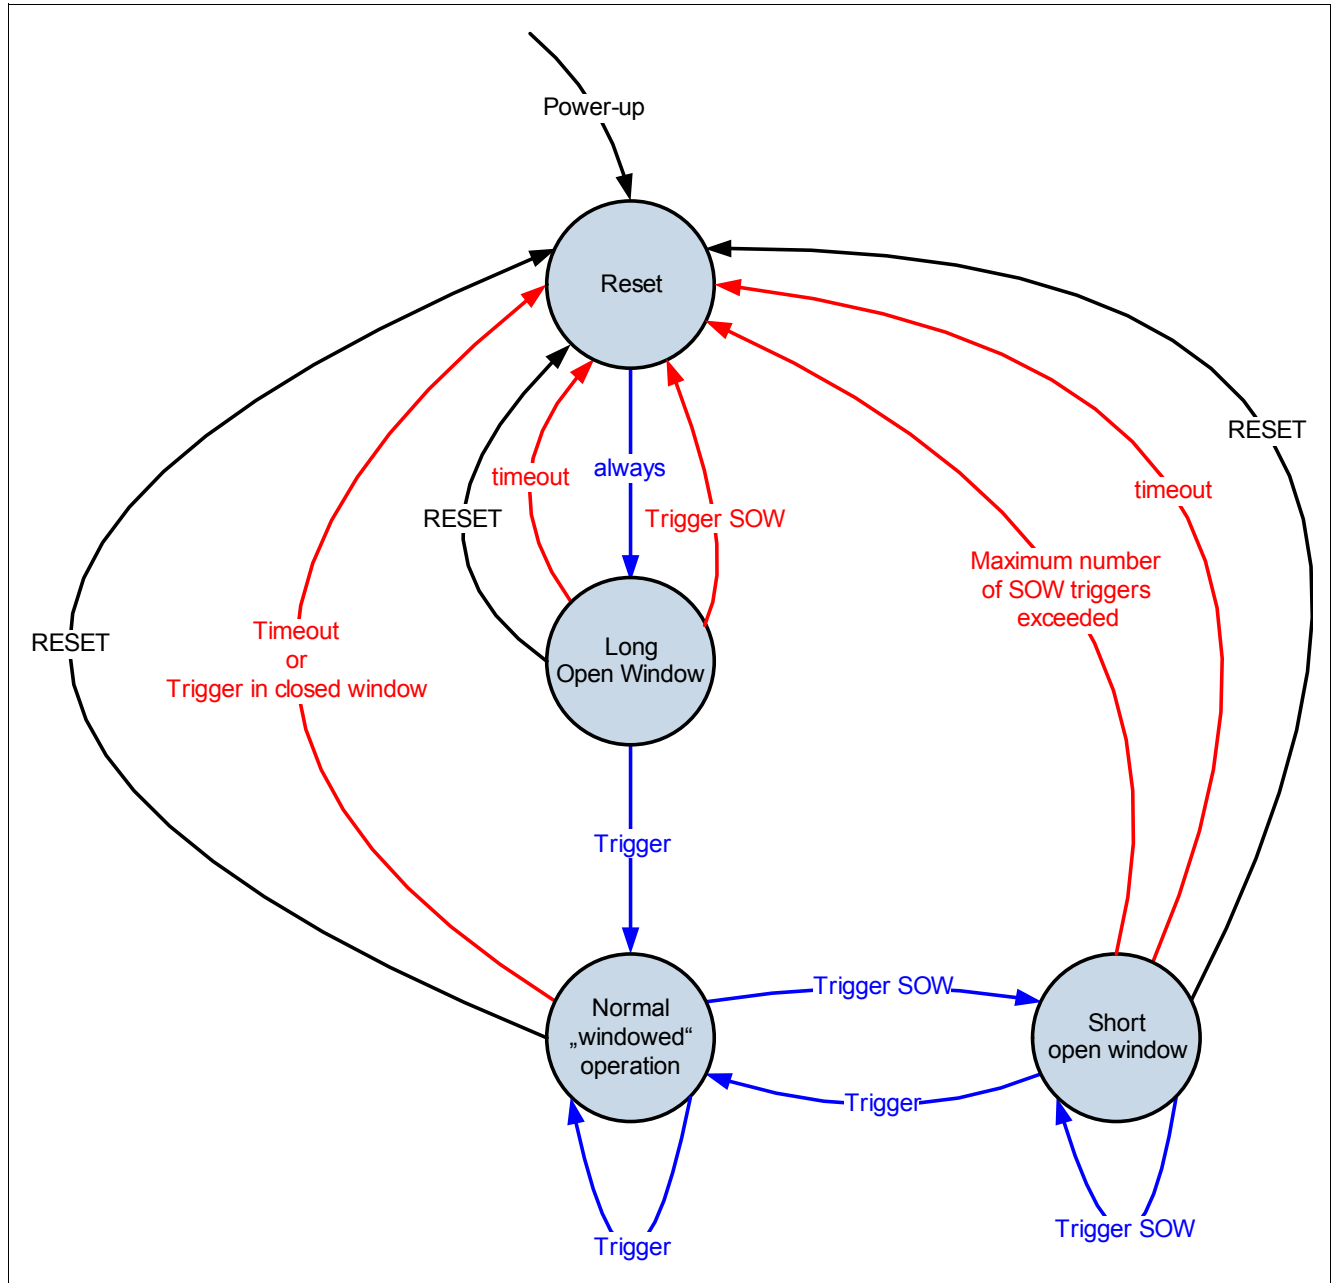 Power-up
Reset
RESET
always
timeout
timeout
RESET
Trigger SOW
Maximum number
of SOW triggers
exceeded
Timeout
or
Trigger in closed window
RESET
Long
Open Window
Trigger
Trigger SOW
Normal
„windowed“
operation
Short
open window
Trigger
Trigger
Trigger SOW